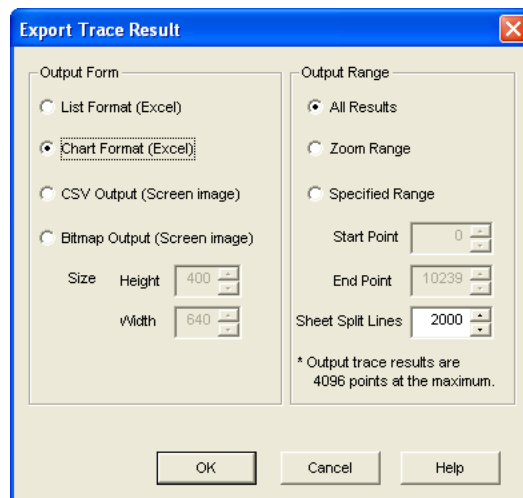 Export Trace Result
Output Form
List Format (Excel)
Chart Format (Excel)
CSV Output (Screen image)
Bitmap Output (Screen image)
Size Height 400
Width 640
Output Range
All Results
Zoom Range
Specified Range
Start Point 0
End Point 10239
Sheet Split Lines 2000
* Output trace results are
4096 points at the maximum.
OK Cancel Help